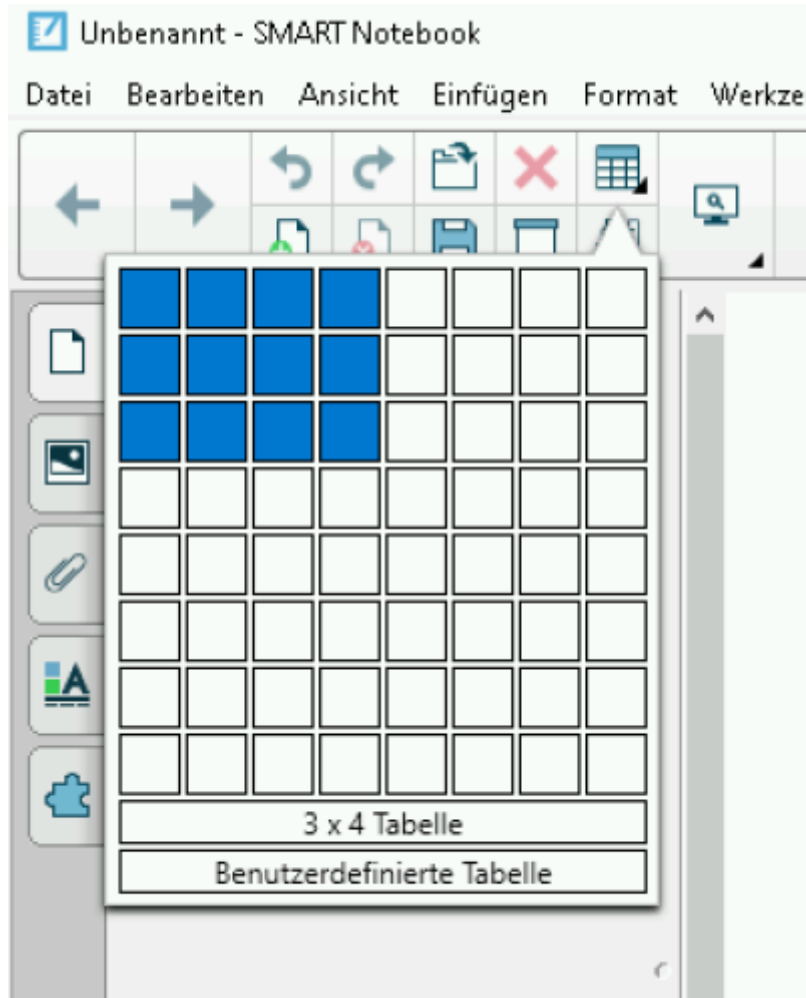 Unbenannt - SMART Notebook
Datei Bearbeiten Ansicht Einfügen Format Werkze
3 x 4 Tabelle
Benutzerdefinierte Tabelle